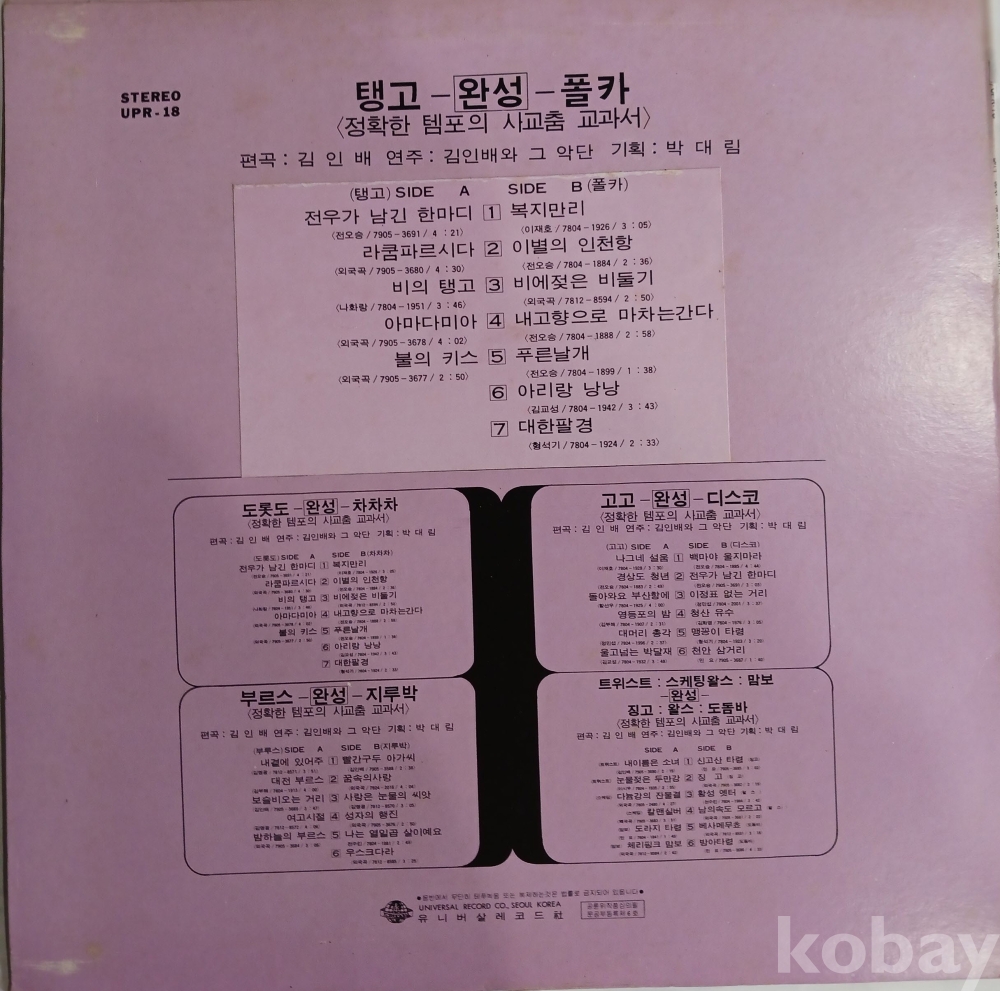 STEREO
UPR-18
탱고 - 완성 - 폴카
〈정확한 템포의 사교춤 교과서〉
편곡: 김인배 연주: 김인배와 그 악단 기획: 박대림
(탱고) SIDE A SIDE B (폴카)
전우가 남긴 한마디 1 복지만리
(전오승 / 7905-3691 / 4 : 21) (이재호 / 7804-1926 / 3 : 05)
라쿰파르시다 2 이별의 인천항
(외국곡 / 7905-3680 / 4 : 30) (전오승 / 7804-1884 / 2 : 36)
비의 탱고 3 비에젖은 비둘기
(나화랑 / 7804-1951 / 3 : 46) (외국곡 / 7812-8594 / 2 : 50)
아마다미아 4 내고향으로 마차는간다
(외국곡 / 7905-3678 / 4 : 02) (전오승 / 7804-1888 / 2 : 58)
불의 키스 5 푸른날개
(외국곡 / 7905-3677 / 2 : 50) (전오승 / 7804-1899 / 1 : 38)
6 아리랑 낭낭
(김교성 / 7804-1942 / 3 : 43)
7 대한팔경
(형석기 / 7804-1924 / 2 : 33)
도롯도 - 완성 - 차차차
〈정확한 템포의 사교춤 교과서〉
편곡: 김인배 연주: 김인배와 그 악단 기획: 박대림
(도롯도) SIDE A SIDE B (차차차)
전우가 남긴 한마디 1 복지만리
라쿰파르시다 2 이별의 인천항
비의 탱고 3 비에젖은 비둘기
아마다미아 4 내고향으로 마차는간다
불의 키스 5 푸른날개
6 아리랑 낭낭
7 대한팔경
고고 - 완성 - 디스코
〈정확한 템포의 사교춤 교과서〉
편곡: 김인배 연주: 김인배와 그 악단 기획: 박대림
(고고) SIDE A SIDE B (디스코)
나그네 설움 1 백마야 울지마라
경상도 청년 2 전우가 남긴 한마디
돌아와요 부산항에 3 이정표 없는 거리
영등포의 밤 4 청산 유수
대머리 총각 5 맹꽁이 타령
울고넘는 박달재 6 천안 삼거리
부르스 - 완성 - 지루박
〈정확한 템포의 사교춤 교과서〉
편곡: 김인배 연주: 김인배와 그 악단 기획: 박대림
(부루스) SIDE A SIDE B (지루박)
내곁에 있어주 1 빨간구두 아가씨
대전 부르스 2 꿈속의사랑
보슬비오는 거리 3 사랑은 눈물의 씨앗
여고시절 4 성자의 행진
밤하늘의 부르스 5 나는 열일곱 살이예요
6 우스크다라
트위스트 : 스케팅왈스 : 맘보
- 완성 -
징고 : 왈스 : 도돔바
〈정확한 템포의 사교춤 교과서〉
편곡: 김인배 연주: 김인배와 그 악단 기획: 박대림
SIDE A SIDE B
내이름은 소녀 1 신고산 타령
눈물젖은 두만강 2 징고
다늅강의 잔물결 3 황성 옛터
칼맨실버 4 남의속도 모르고
도라지 타령 5 베사메무쵸
체리핑크 맘보 6 방아타령
UNIVERSAL RECORD CO., SEOUL KOREA
유니버살레코드社
kobay